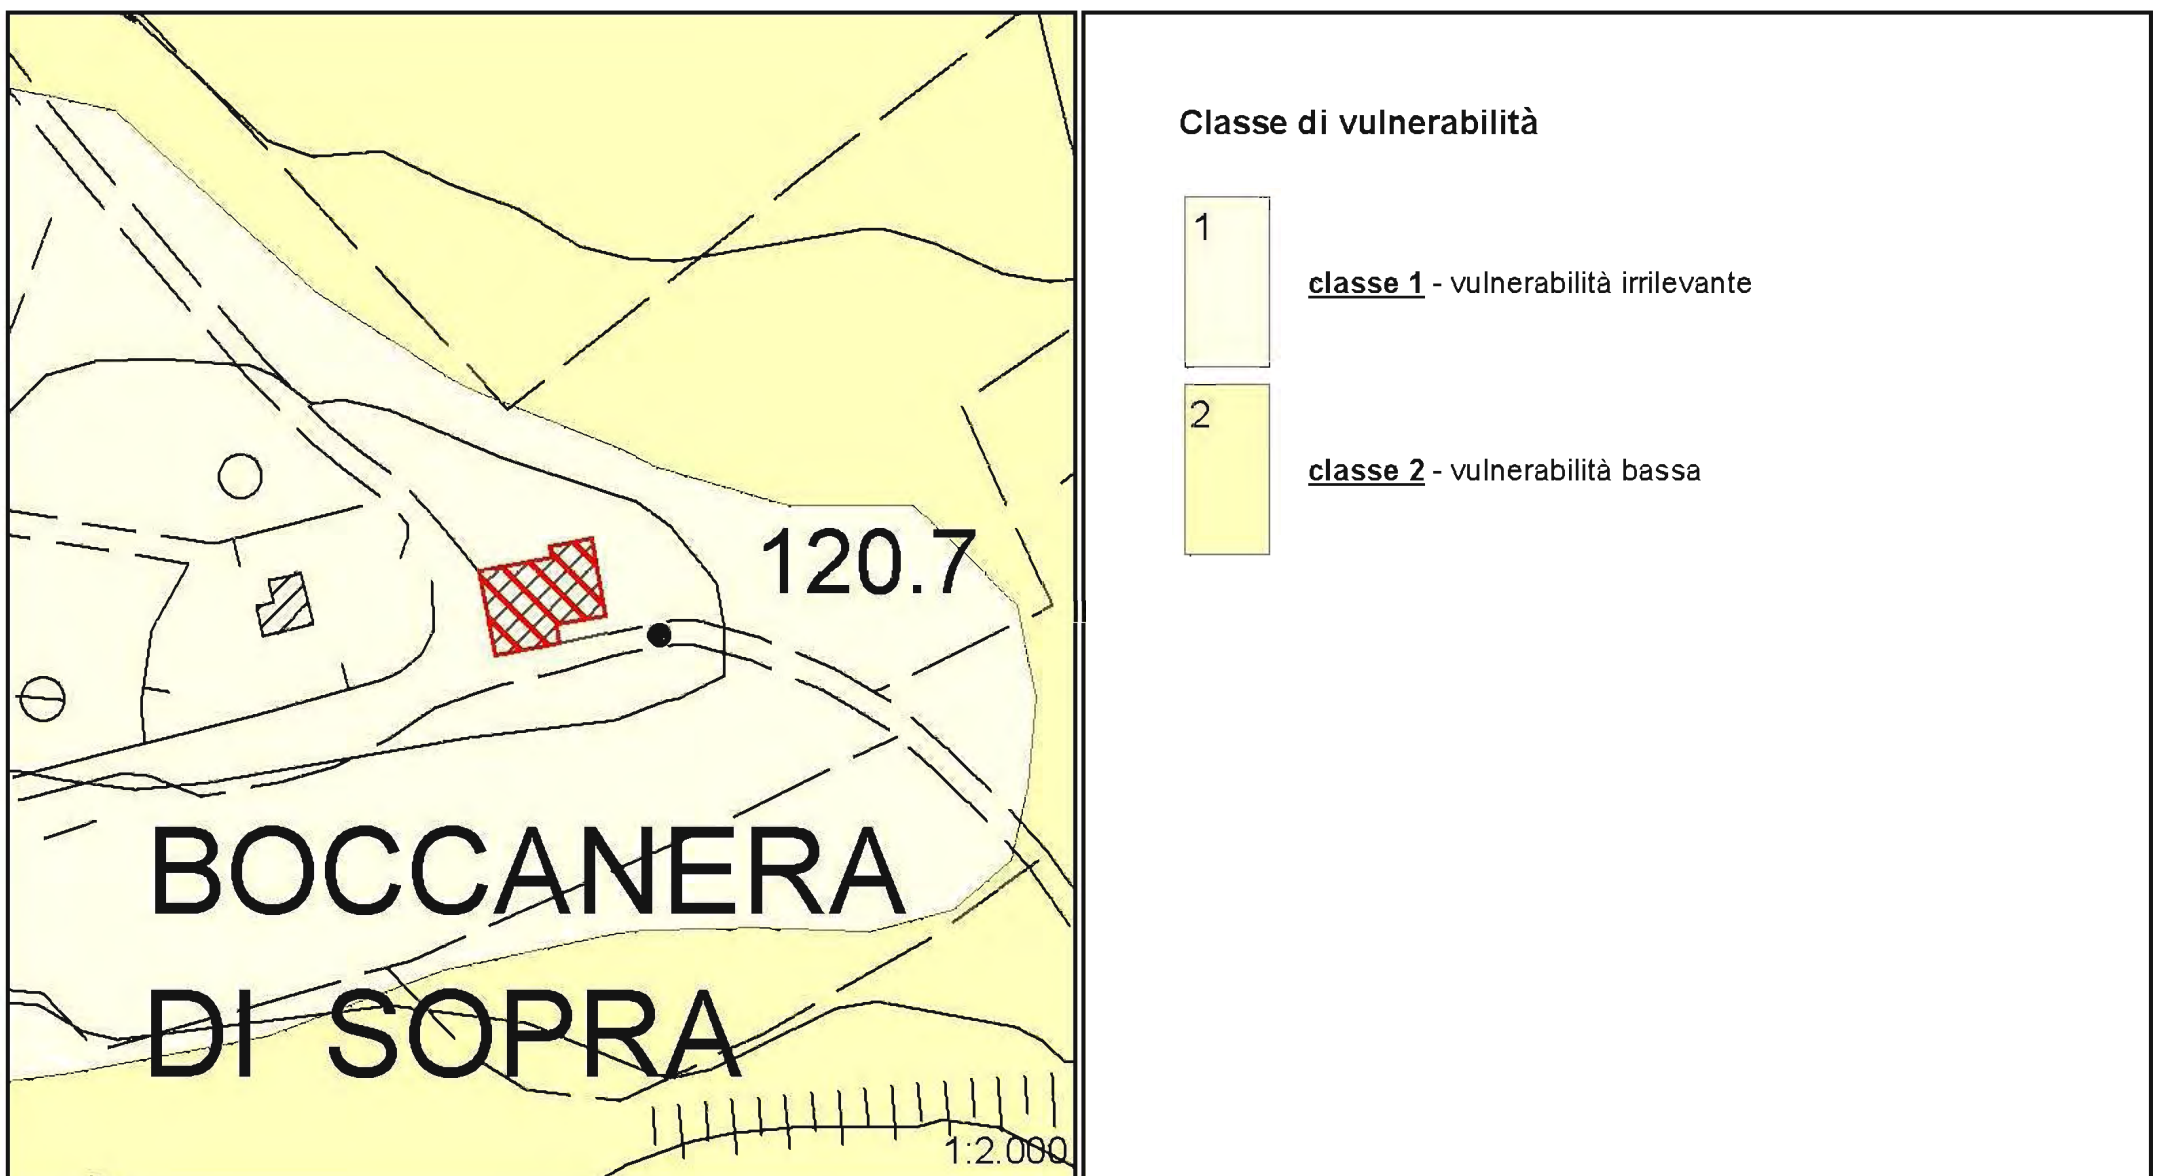 120.7
BOCCANERA
DI SOPRA
1:2.000
Classe di vulnerabilità
1
classe 1 - vulnerabilità irrilevante
2
classe 2 - vulnerabilità bassa